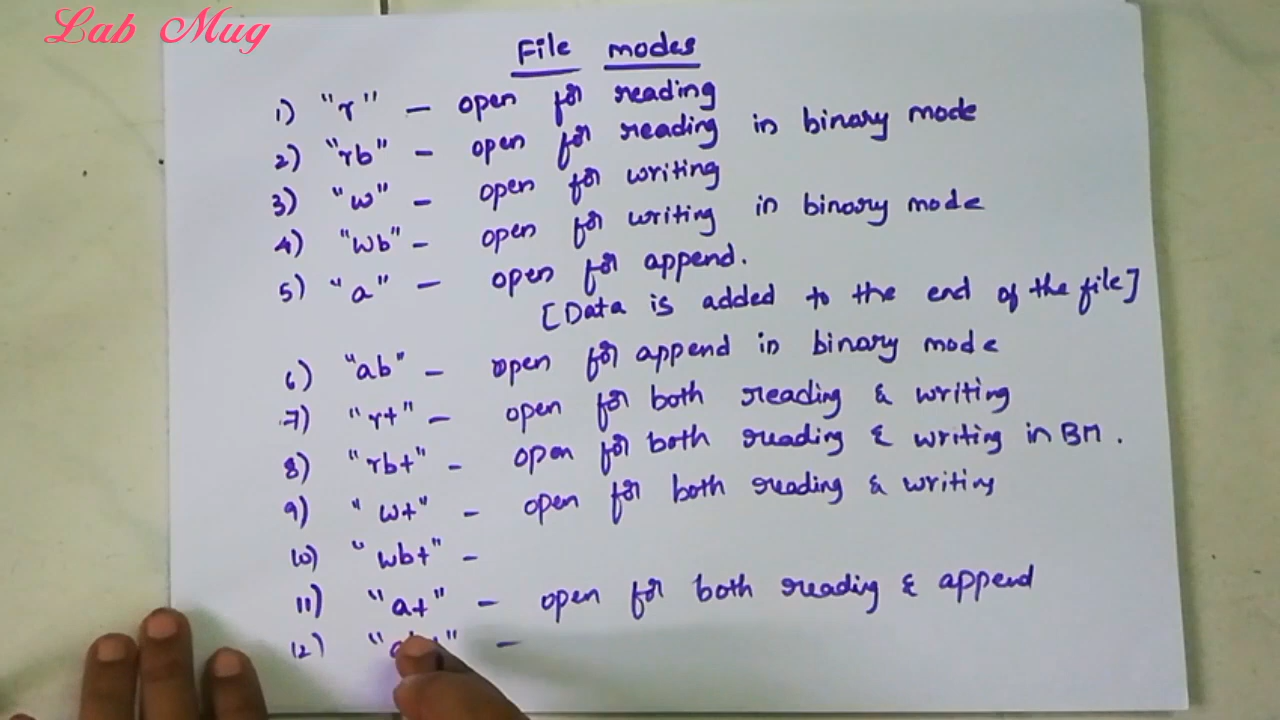 Lab Mug
File modes
1) "r" – open for reading
2) "rb" – open for reading in binary mode
3) "w" – open for writing
4) "wb" – open for writing in binary mode
5) "a" – open for append.
[Data is added to the end of the file]
6) "ab" – open for append in binary mode
7) "r+" – open for both reading & writing
8) "rb+" – open for both reading & writing in BM.
9) "w+" – open for both reading & writing
10) "wb+" –
11) "a+" – open for both reading & append
12) –